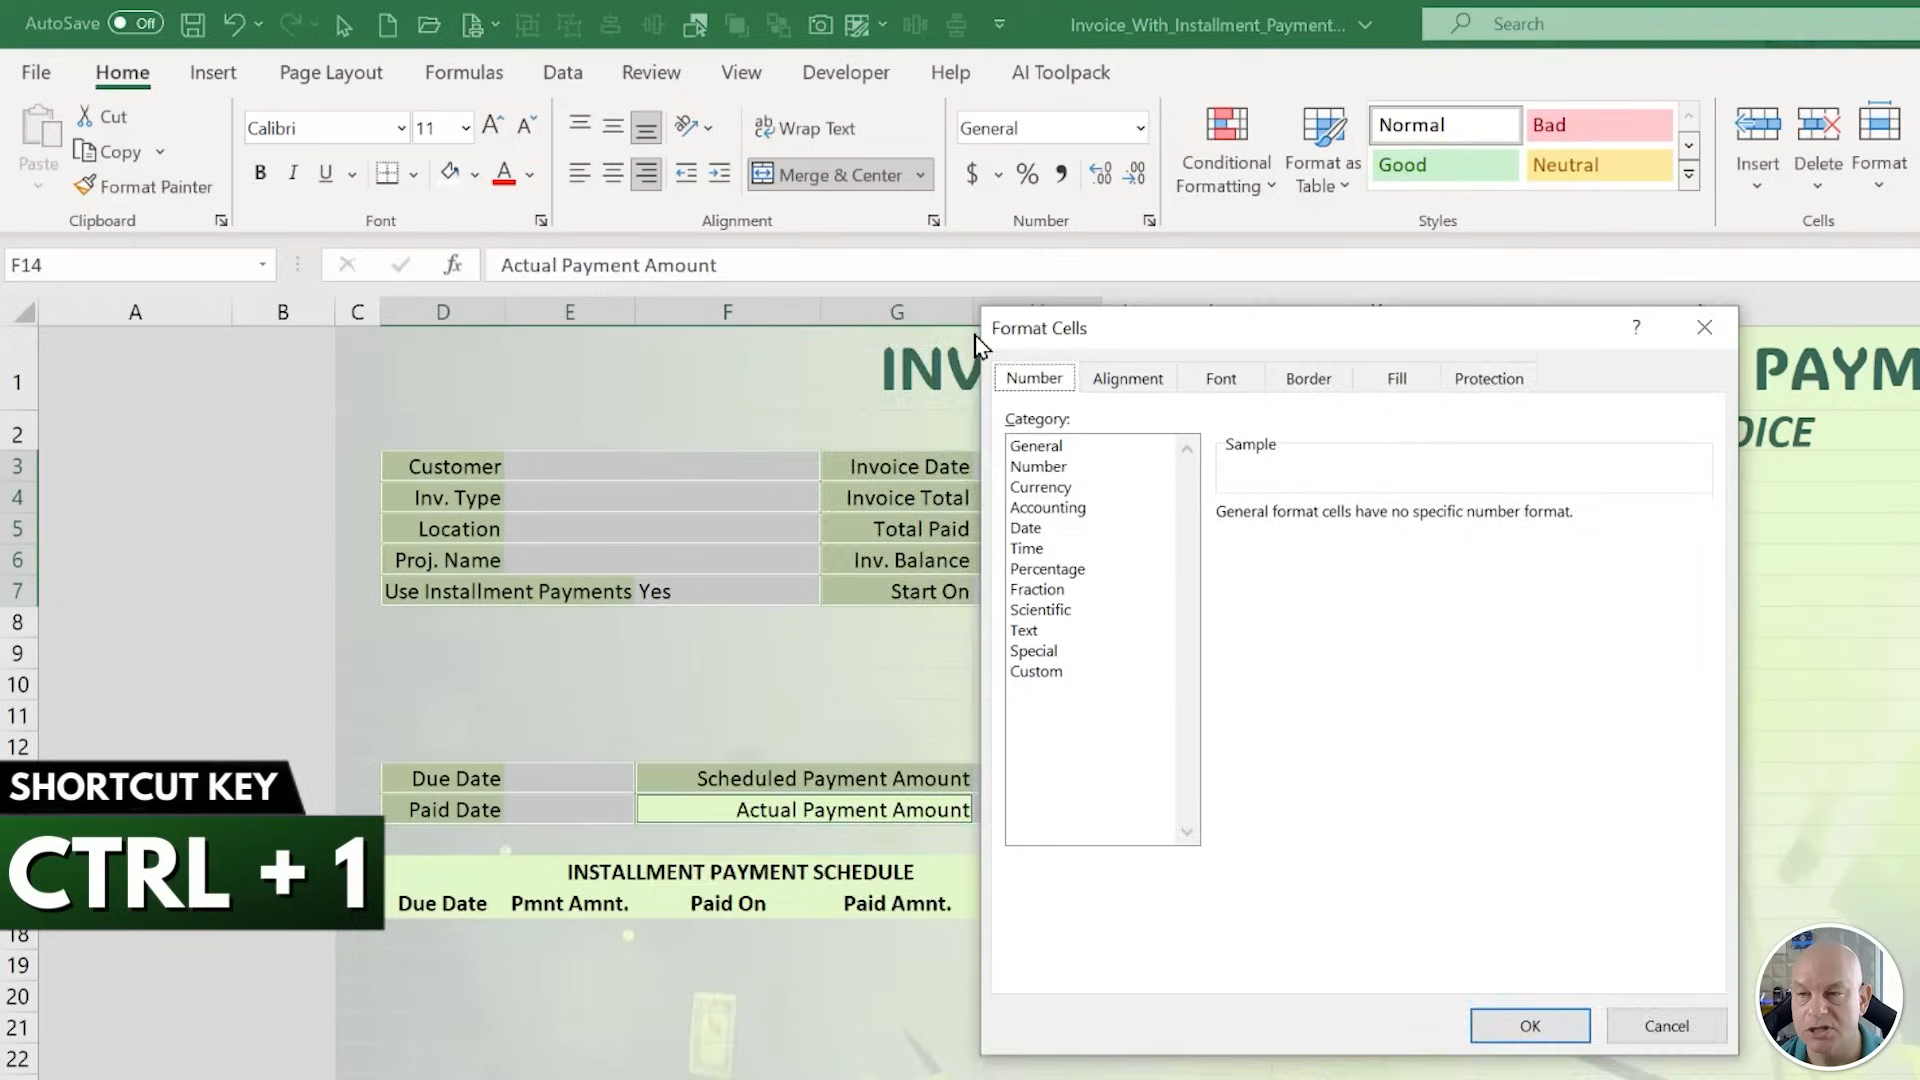 AutoSave Off
Invoice_With_Installment_Payment...
Search
File Home Insert Page Layout Formulas Data Review View Developer Help AI Toolpack
Paste
Cut
Copy
Format Painter
Clipboard
Calibri 11
B I U
Font
ab Wrap Text
Merge & Center
Alignment
General
$ % ,
Number
Conditional Formatting
Format as Table
Normal Bad
Good Neutral
Styles
Insert Delete Format
Cells
F14
fx
Actual Payment Amount
A B C D E F G
1
2
3
4
5
6
7
8
9
10
11
12
18
19
20
21
22
INV
PAYM
OICE
Customer Invoice Date
Inv. Type Invoice Total
Location Total Paid
Proj. Name Inv. Balance
Use Installment Payments Yes Start On
Due Date Scheduled Payment Amount
Paid Date Actual Payment Amount
INSTALLMENT PAYMENT SCHEDULE
Due Date Pmnt Amnt. Paid On Paid Amnt.
SHORTCUT KEY
CTRL + 1
Format Cells ?
Number Alignment Font Border Fill Protection
Category:
General
Number
Currency
Accounting
Date
Time
Percentage
Fraction
Scientific
Text
Special
Custom
Sample
General format cells have no specific number format.
OK Cancel